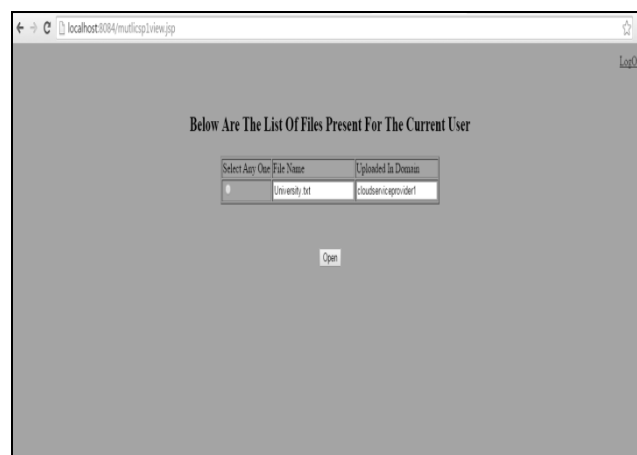 localhost:8084/mutlicsp1view.jsp
LogO
Below Are The List Of Files Present For The Current User
Select Any One File Name Uploaded In Domain
University.txt cloudserviceprovider1
Open